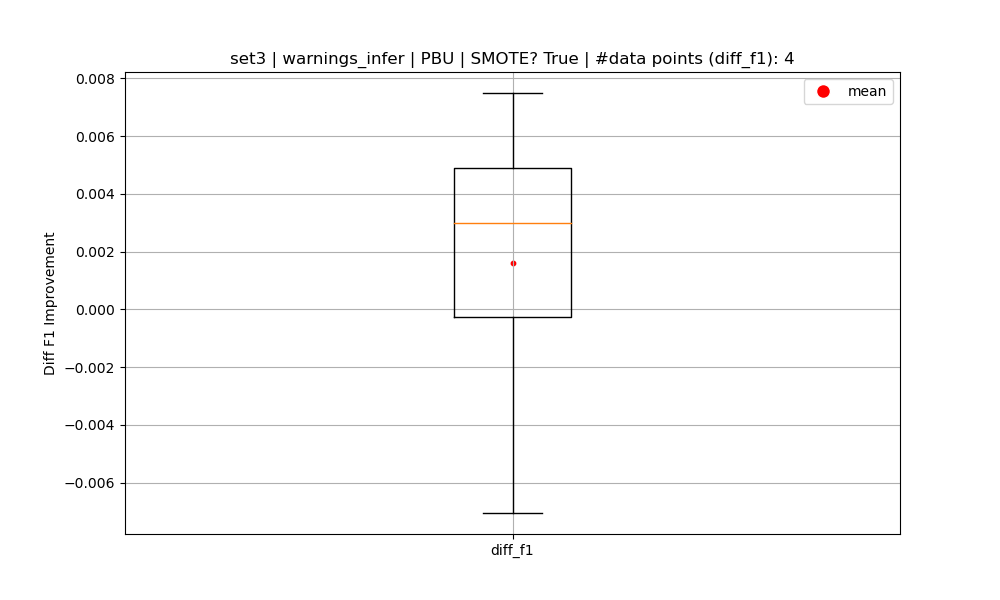 set3 | warnings_infer | PBU | SMOTE? True | #data points (diff_f1): 4
mean
0.008
0.006
0.004
0.002
0.000
−0.002
−0.004
−0.006
Diff F1 Improvement
diff_f1